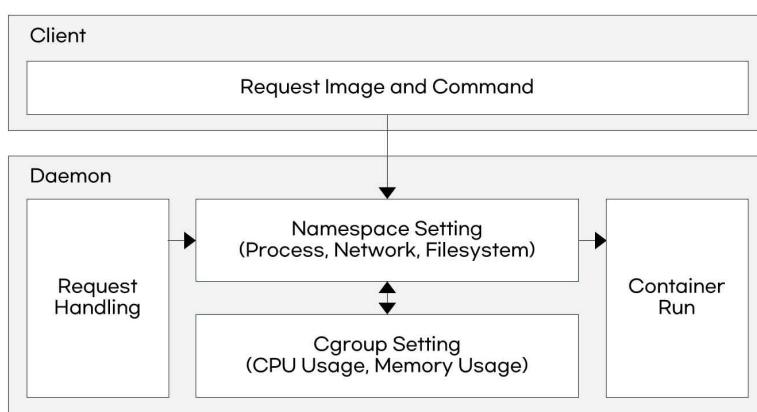 Client
Request Image and Command
Daemon
Request
Handling
Namespace Setting
(Process, Network, Filesystem)
Cgroup Setting
(CPU Usage, Memory Usage)
Container
Run